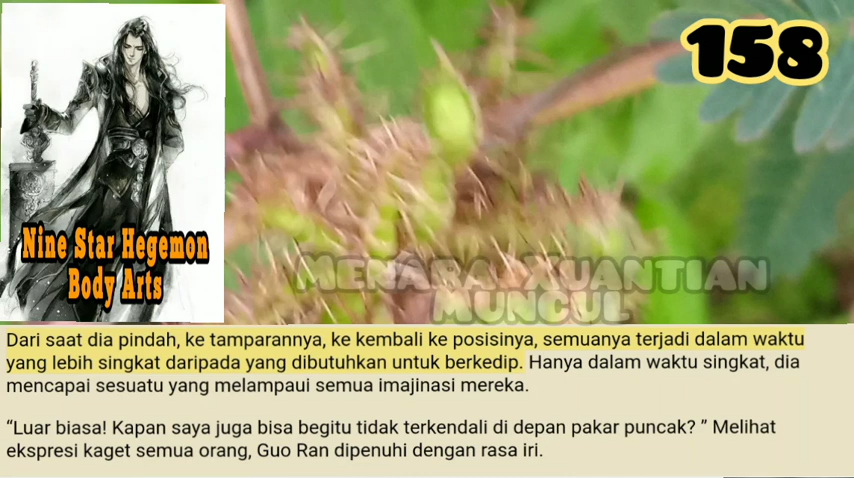 158
Nine Star Hegemon
Body Arts
MENARA XUANTIAN
MUNCUL
Dari saat dia pindah, ke tamparannya, ke kembali ke posisinya, semuanya terjadi dalam waktu
yang lebih singkat daripada yang dibutuhkan untuk berkedip. Hanya dalam waktu singkat, dia
mencapai sesuatu yang melampaui semua imajinasi mereka.
“Luar biasa! Kapan saya juga bisa begitu tidak terkendali di depan pakar puncak? ” Melihat
ekspresi kaget semua orang, Guo Ran dipenuhi dengan rasa iri.